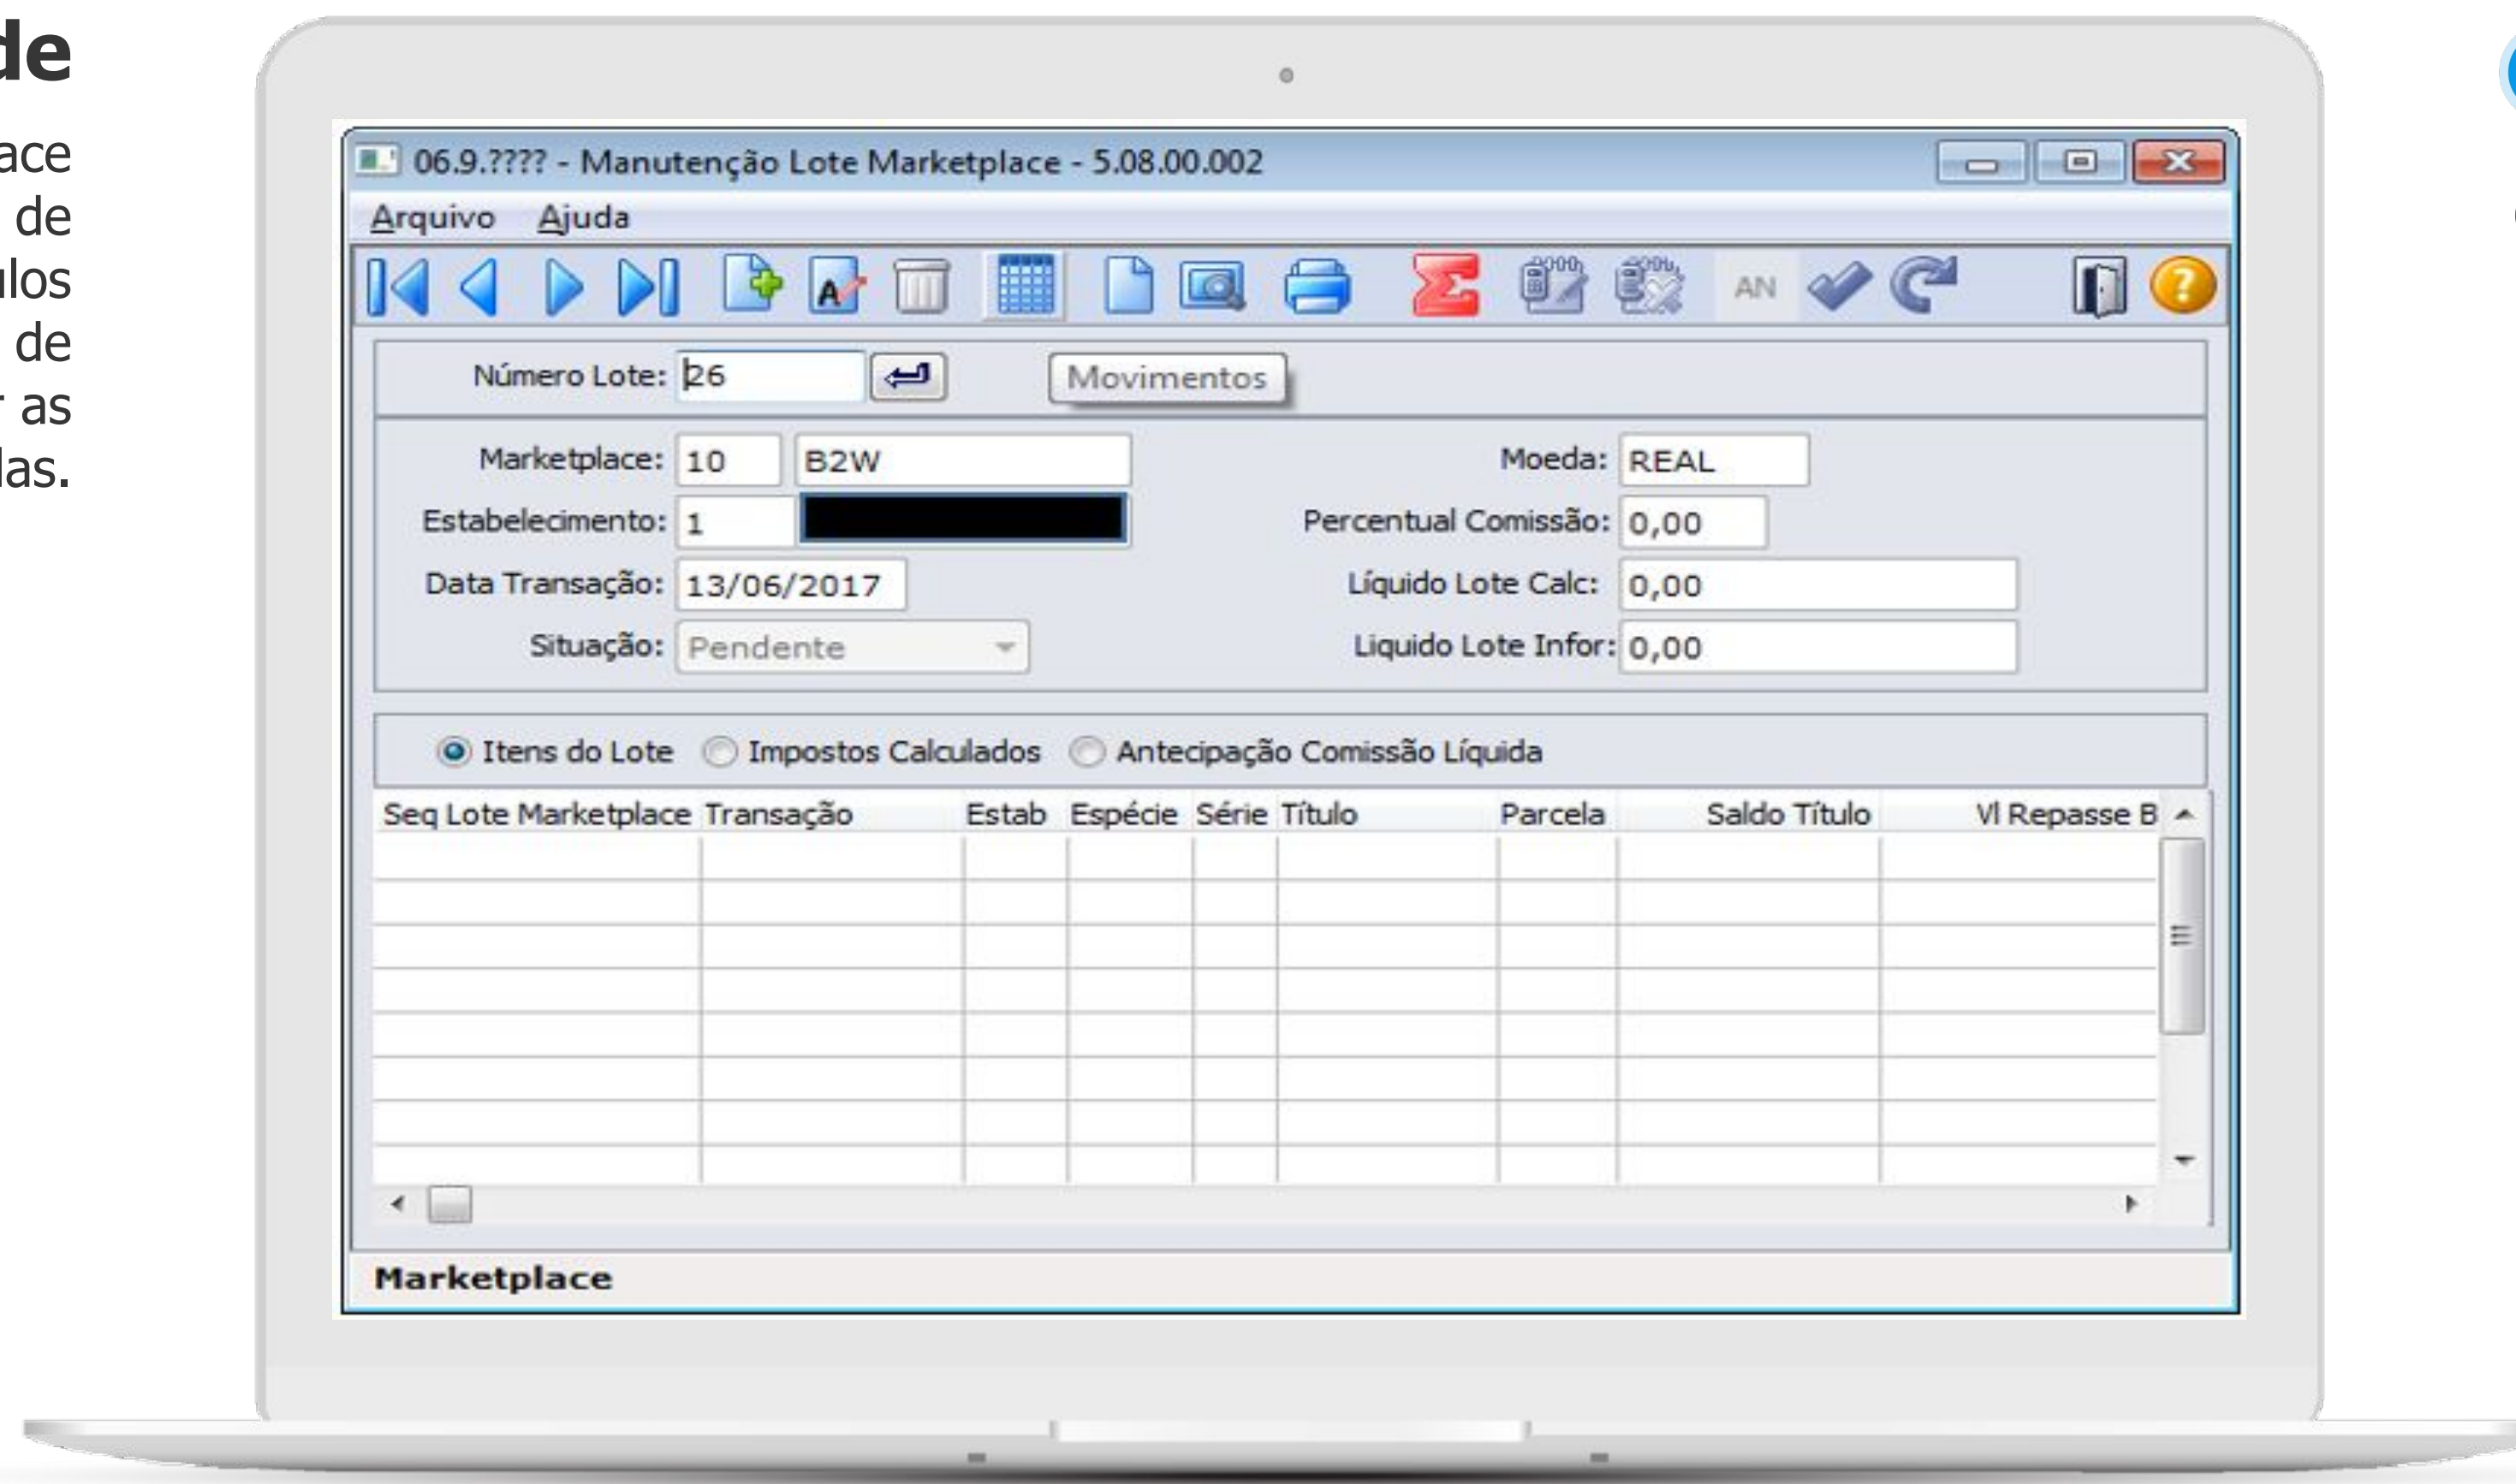 de
ace
de
ulos
de
r as
das.
06.9.???? - Manutenção Lote Marketplace - 5.08.00.002
Arquivo Ajuda
AN
Número Lote: 26 Movimentos
Marketplace: 10 B2W Moeda: REAL
Estabelecimento: 1 Percentual Comissão: 0,00
Data Transação: 13/06/2017 Líquido Lote Calc: 0,00
Situação: Pendente Liquido Lote Infor: 0,00
Itens do Lote Impostos Calculados Antecipação Comissão Líquida
Seq Lote Marketplace Transação Estab Espécie Série Título Parcela Saldo Título Vl Repasse B
Marketplace